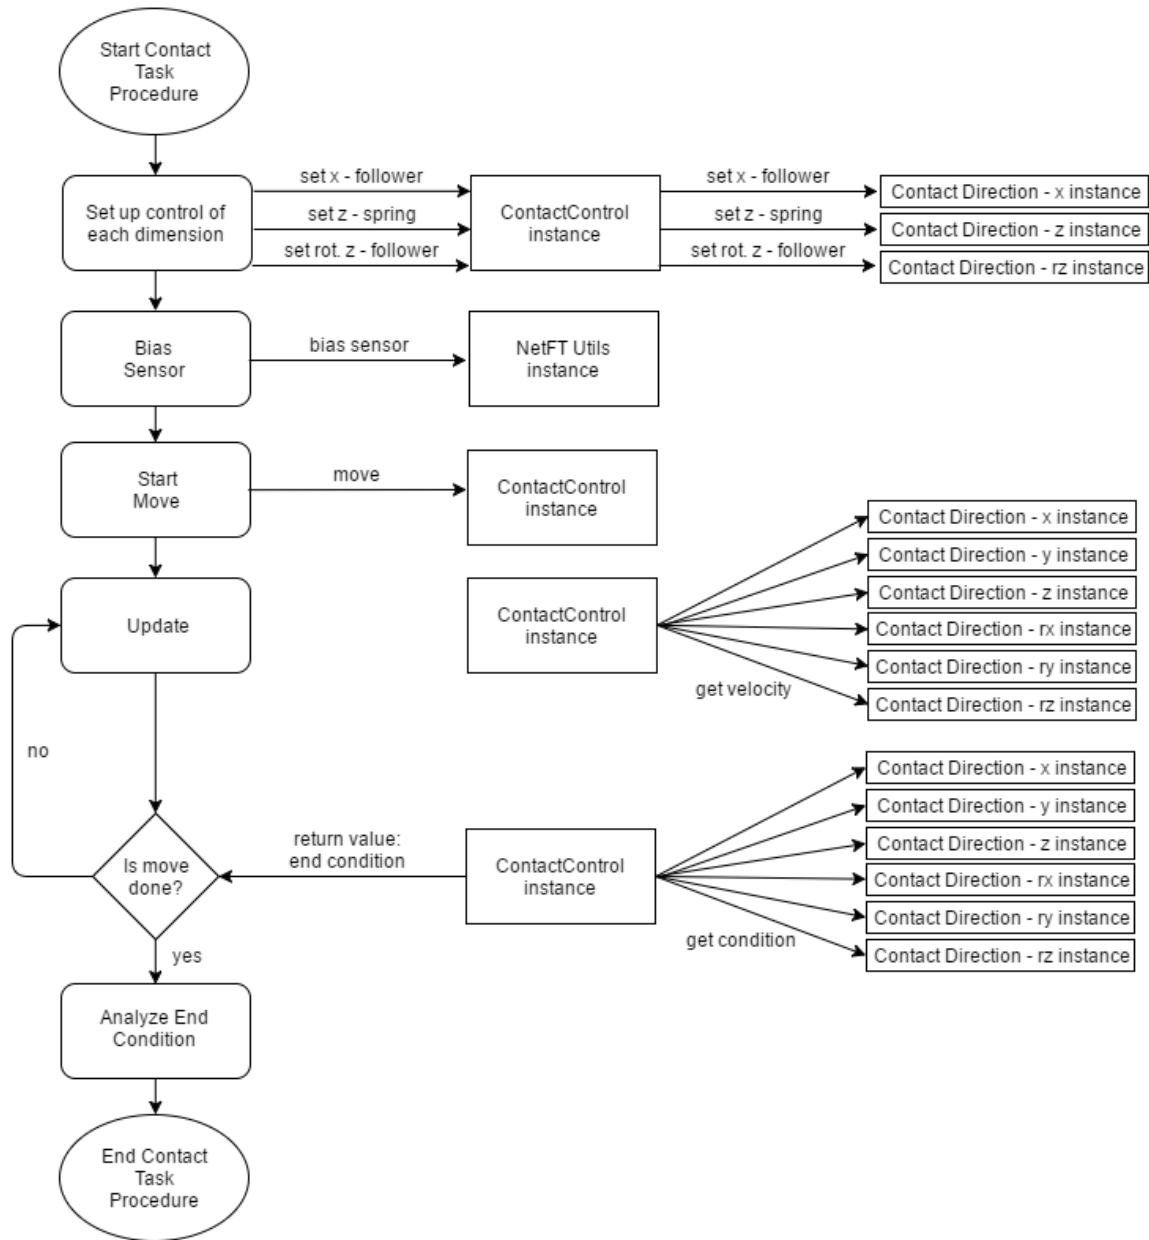 Start Contact
Task
Procedure
Set up control of
each dimension
set x - follower
set z - spring
set rot. z - follower
ContactControl
instance
set x - follower
set z - spring
set rot. z - follower
Contact Direction - x instance
Contact Direction - z instance
Contact Direction - rz instance
Bias
Sensor
bias sensor
NetFT Utils
instance
Start
Move
move
ContactControl
instance
Update
ContactControl
instance
get velocity
Contact Direction - x instance
Contact Direction - y instance
Contact Direction - z instance
Contact Direction - rx instance
Contact Direction - ry instance
Contact Direction - rz instance
no
Is move
done?
return value:
end condition
ContactControl
instance
get condition
Contact Direction - x instance
Contact Direction - y instance
Contact Direction - z instance
Contact Direction - rx instance
Contact Direction - ry instance
Contact Direction - rz instance
yes
Analyze End
Condition
End Contact
Task
Procedure